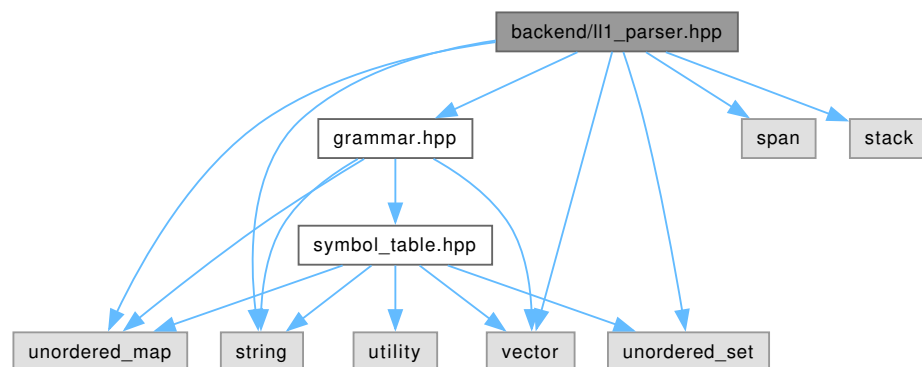 backend/ll1_parser.hpp
grammar.hpp
span
stack
symbol_table.hpp
unordered_map
string
utility
vector
unordered_set